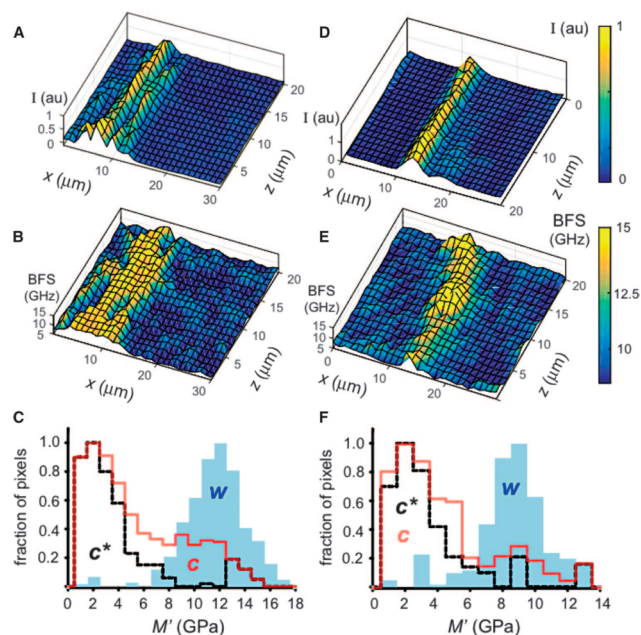 A
I (au)
1
0.5
0
x (μm)
10
20
30
z (μm)
5
10
15
20
D
I (au)
1
0
x (μm)
0
10
20
z (μm)
20
10
0
I (au)
1
0
B
BFS
(GHz)
15
10
5
x (μm)
10
20
30
z (μm)
5
10
15
20
E
BFS
(GHz)
15
10
5
x (μm)
0
10
20
z (μm)
5
10
15
20
BFS
(GHz)
15
12.5
10
C
fraction of pixels
1.0
0.8
0.6
0.4
0.2
w
c
c*
0 2 4 6 8 10 12 14 16 18
M' (GPa)
F
fraction of pixels
1.0
0.8
0.6
0.4
0.2
w
c*
c
0 2 4 6 8 10 12 14
M' (GPa)